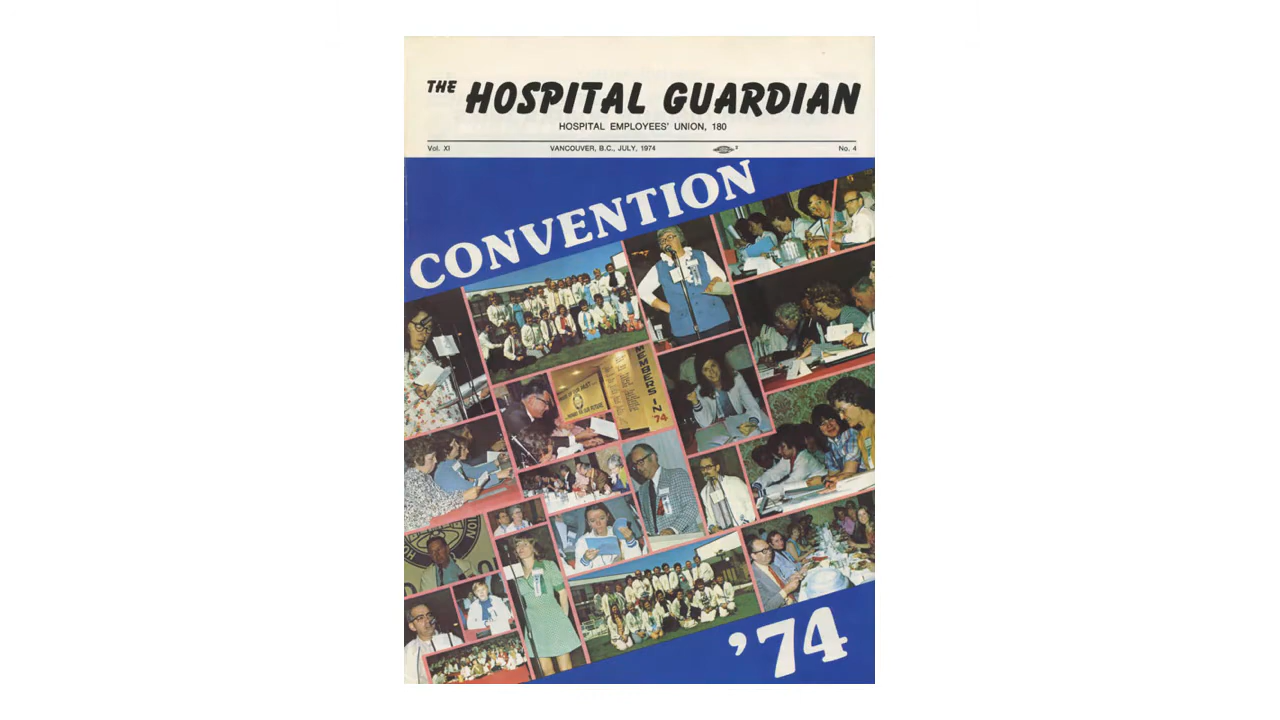 THE HOSPITAL GUARDIAN
HOSPITAL EMPLOYEES' UNION, 180
Vol. XI VANCOUVER, B.C., JULY, 1974 No. 4
CONVENTION
MEMBERS IN 74
'74